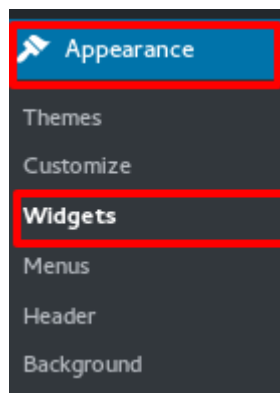 Appearance
Themes
Customize
Widgets
Menus
Header
Background